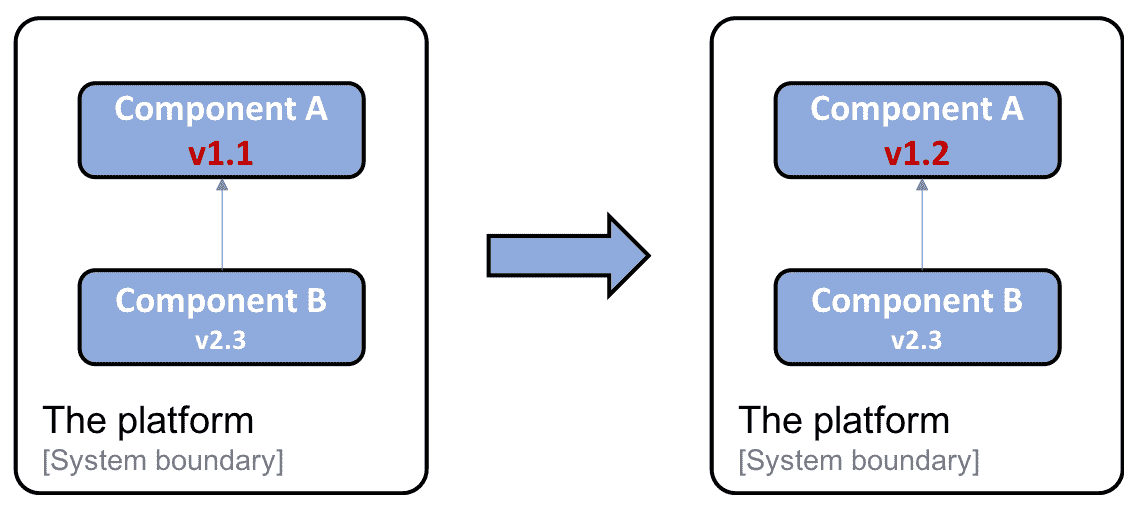 Component A
v1.1
Component B
v2.3
The platform
[System boundary]
Component A
v1.2
Component B
v2.3
The platform
[System boundary]